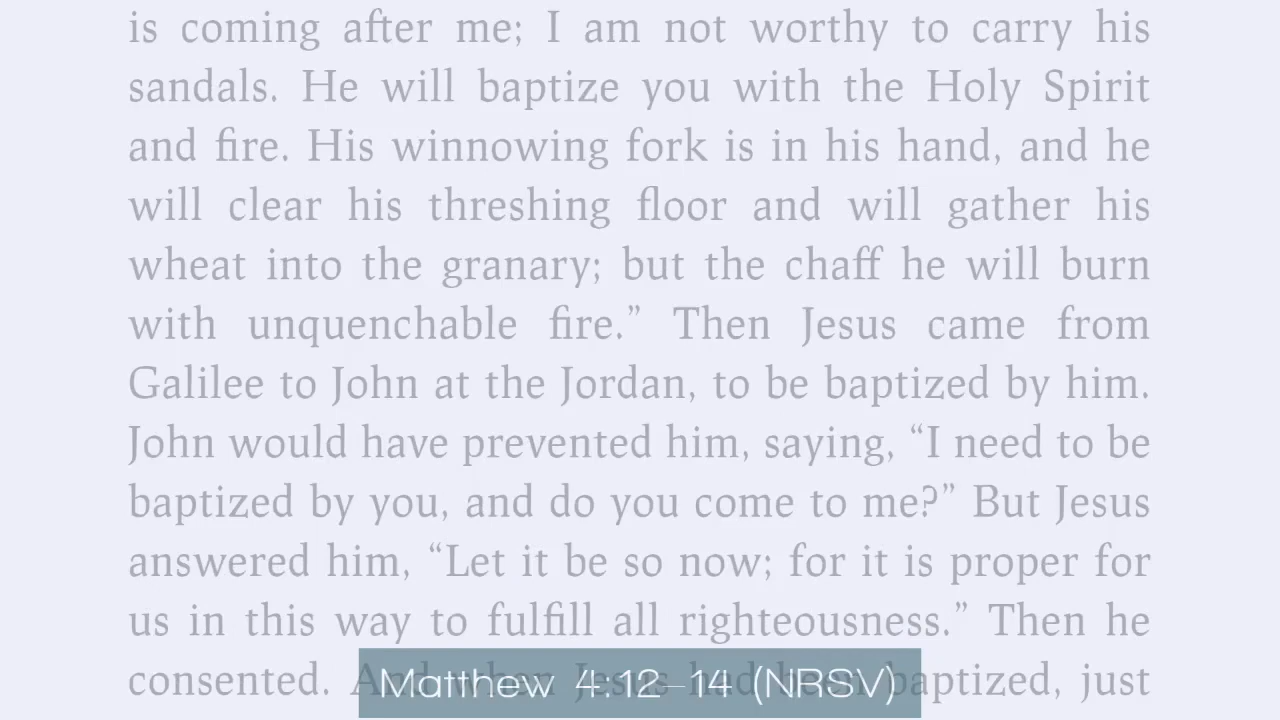 is coming after me; I am not worthy to carry his
sandals. He will baptize you with the Holy Spirit
and fire. His winnowing fork is in his hand, and he
will clear his threshing floor and will gather his
wheat into the granary; but the chaff he will burn
with unquenchable fire.” Then Jesus came from
Galilee to John at the Jordan, to be baptized by him.
John would have prevented him, saying, “I need to be
baptized by you, and do you come to me?” But Jesus
answered him, “Let it be so now; for it is proper for
us in this way to fulfill all righteousness.” Then he
consented. And when Jesus had been baptized, just
Matthew 4:12–14 (NRSV)